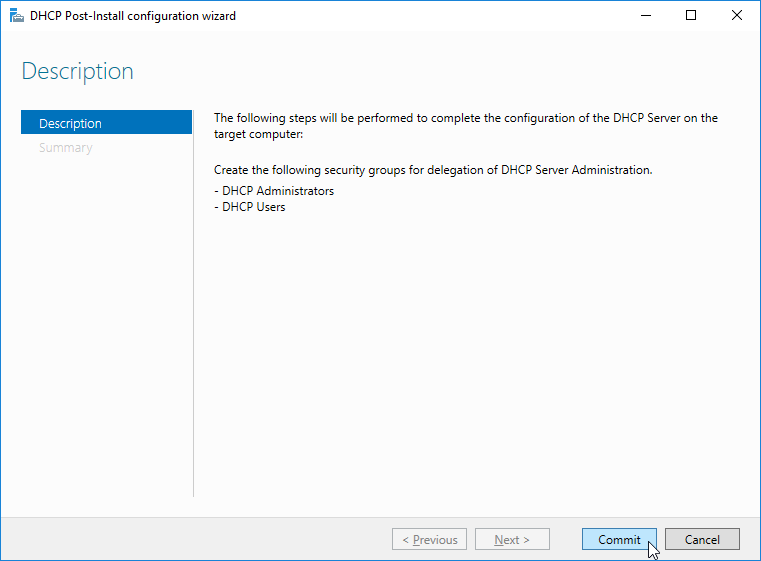 DHCP Post-Install configuration wizard
Description
Description
Summary
The following steps will be performed to complete the configuration of the DHCP Server on the
target computer:
Create the following security groups for delegation of DHCP Server Administration.
- DHCP Administrators
- DHCP Users
< Previous
Next >
Commit
Cancel